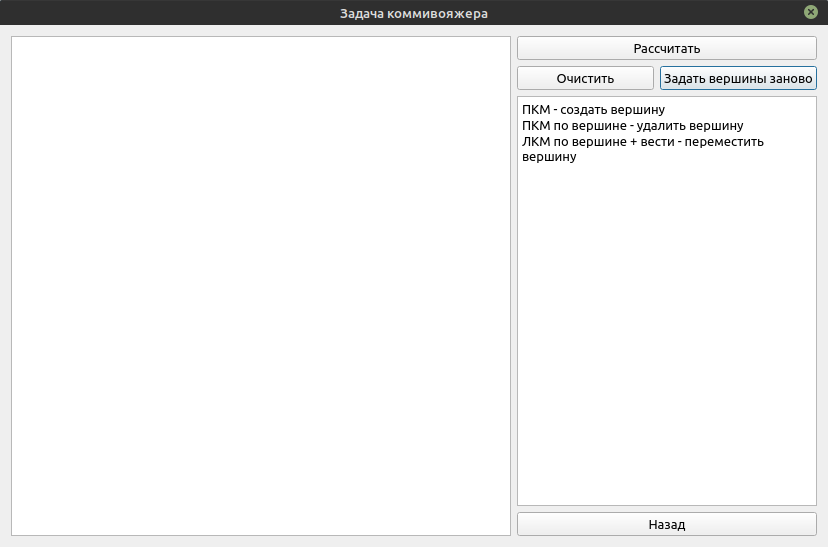 Задача коммивояжера
Рассчитать
Очистить
Задать вершины заново
ПКМ - создать вершину
ПКМ по вершине - удалить вершину
ЛКМ по вершине + вести - переместить
вершину
Назад